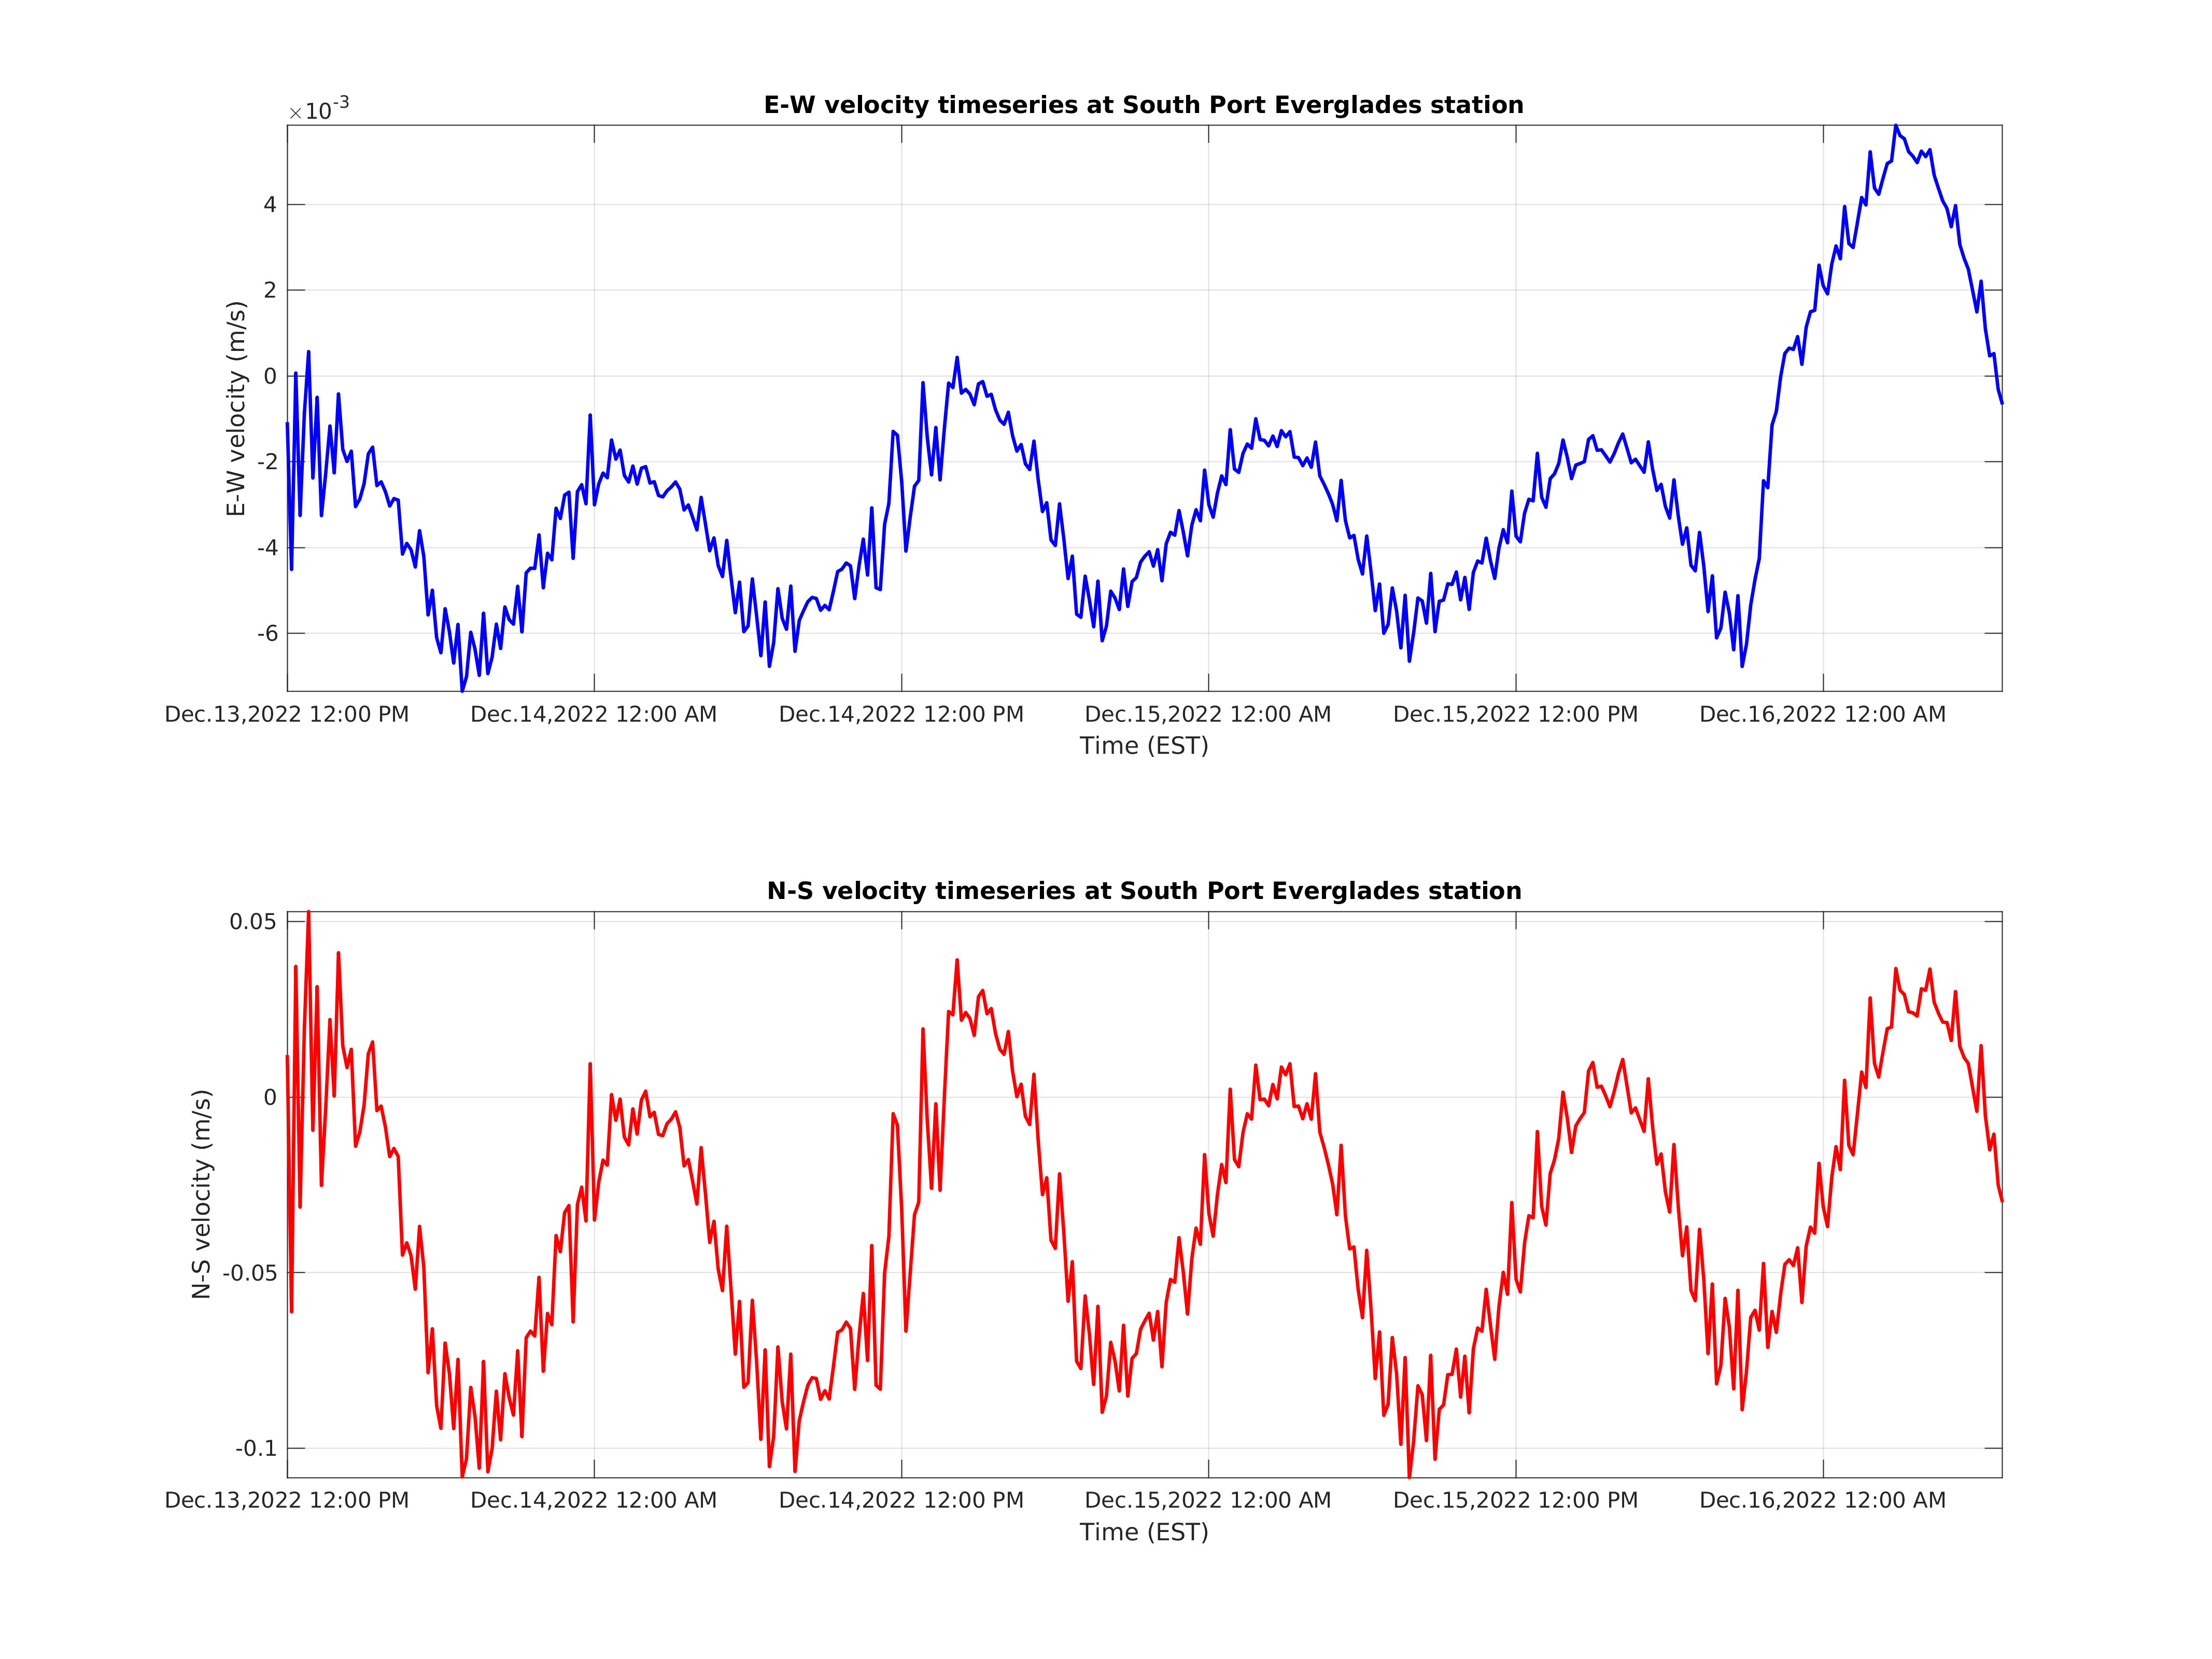 E-W velocity timeseries at South Port Everglades station
×10-3
E-W velocity (m/s)
4
2
0
-2
-4
-6
Dec.13,2022 12:00 PM Dec.14,2022 12:00 AM Dec.14,2022 12:00 PM Dec.15,2022 12:00 AM Dec.15,2022 12:00 PM Dec.16,2022 12:00 AM
Time (EST)
N-S velocity timeseries at South Port Everglades station
N-S velocity (m/s)
0.05
0
-0.05
-0.1
Dec.13,2022 12:00 PM Dec.14,2022 12:00 AM Dec.14,2022 12:00 PM Dec.15,2022 12:00 AM Dec.15,2022 12:00 PM Dec.16,2022 12:00 AM
Time (EST)